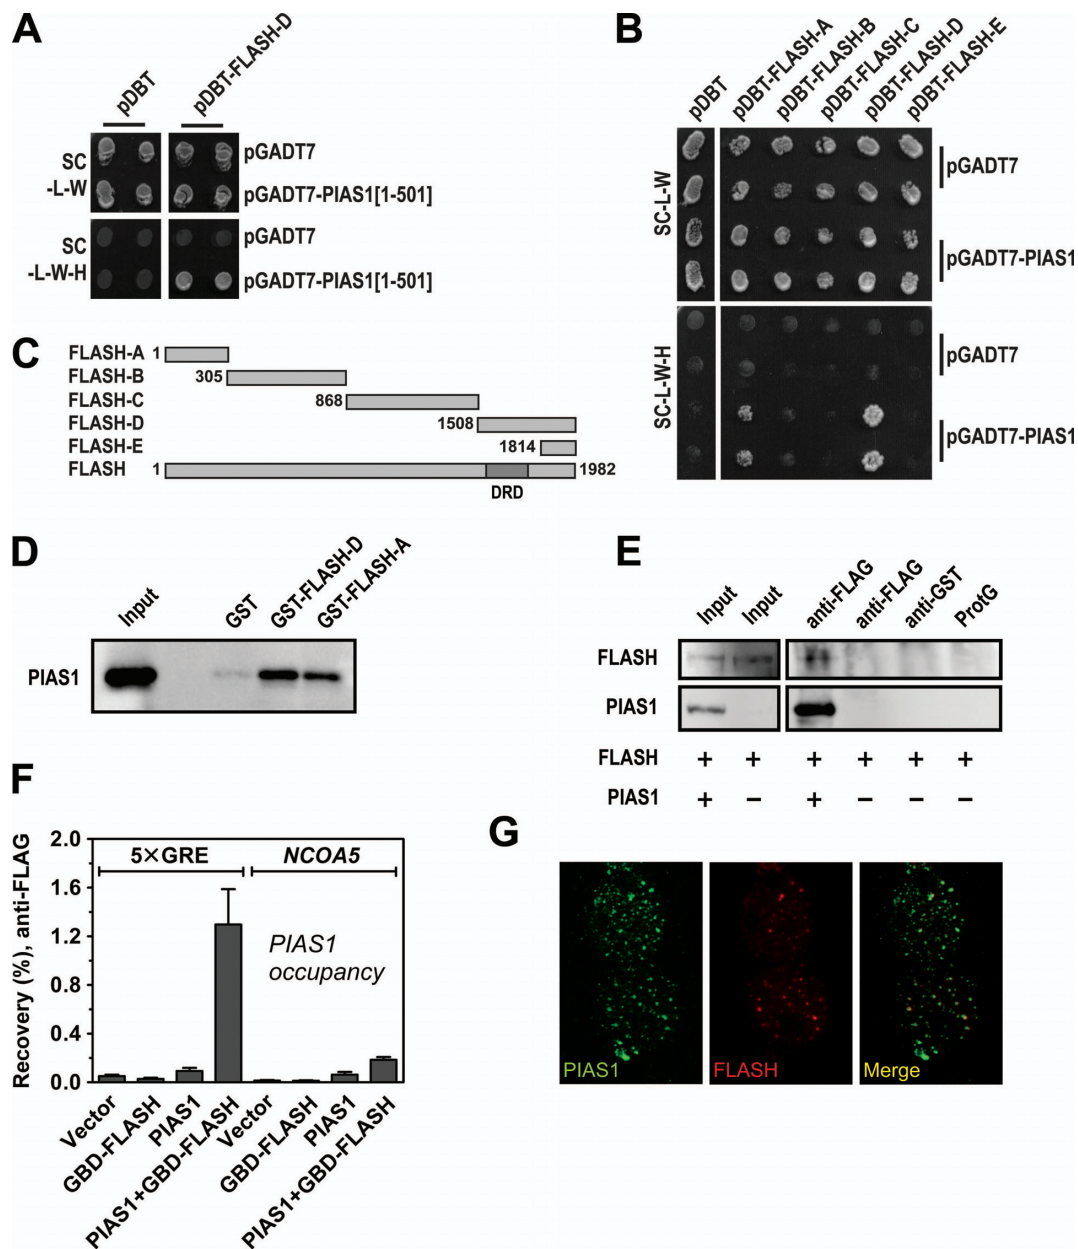 A
pDBT
pDBT-FLASH-D
SC
-L-W
pGADT7
pGADT7-PIAS1[1-501]
SC
-L-W-H
pGADT7
pGADT7-PIAS1[1-501]
B
pDBT
pDBT-FLASH-A
pDBT-FLASH-B
pDBT-FLASH-C
pDBT-FLASH-D
pDBT-FLASH-E
SC-L-W
pGADT7
pGADT7-PIAS1
SC-L-W-H
pGADT7
pGADT7-PIAS1
C
FLASH-A 1
FLASH-B 305
FLASH-C 868
FLASH-D 1508
FLASH-E 1814
FLASH 1 1982
DRD
D
Input
GST
GST-FLASH-D
GST-FLASH-A
PIAS1
E
Input
Input
anti-FLAG
anti-FLAG
anti-GST
ProtG
FLASH
PIAS1
FLASH + + + + + +
PIAS1 + − + − − −
F
Recovery (%), anti-FLAG
2.0
1.6
1.2
0.8
0.4
0.0
5×GRE
NCOA5
PIAS1
occupancy
Vector
GBD-FLASH
PIAS1
PIAS1+GBD-FLASH
Vector
GBD-FLASH
PIAS1
PIAS1+GBD-FLASH
G
PIAS1
FLASH
Merge